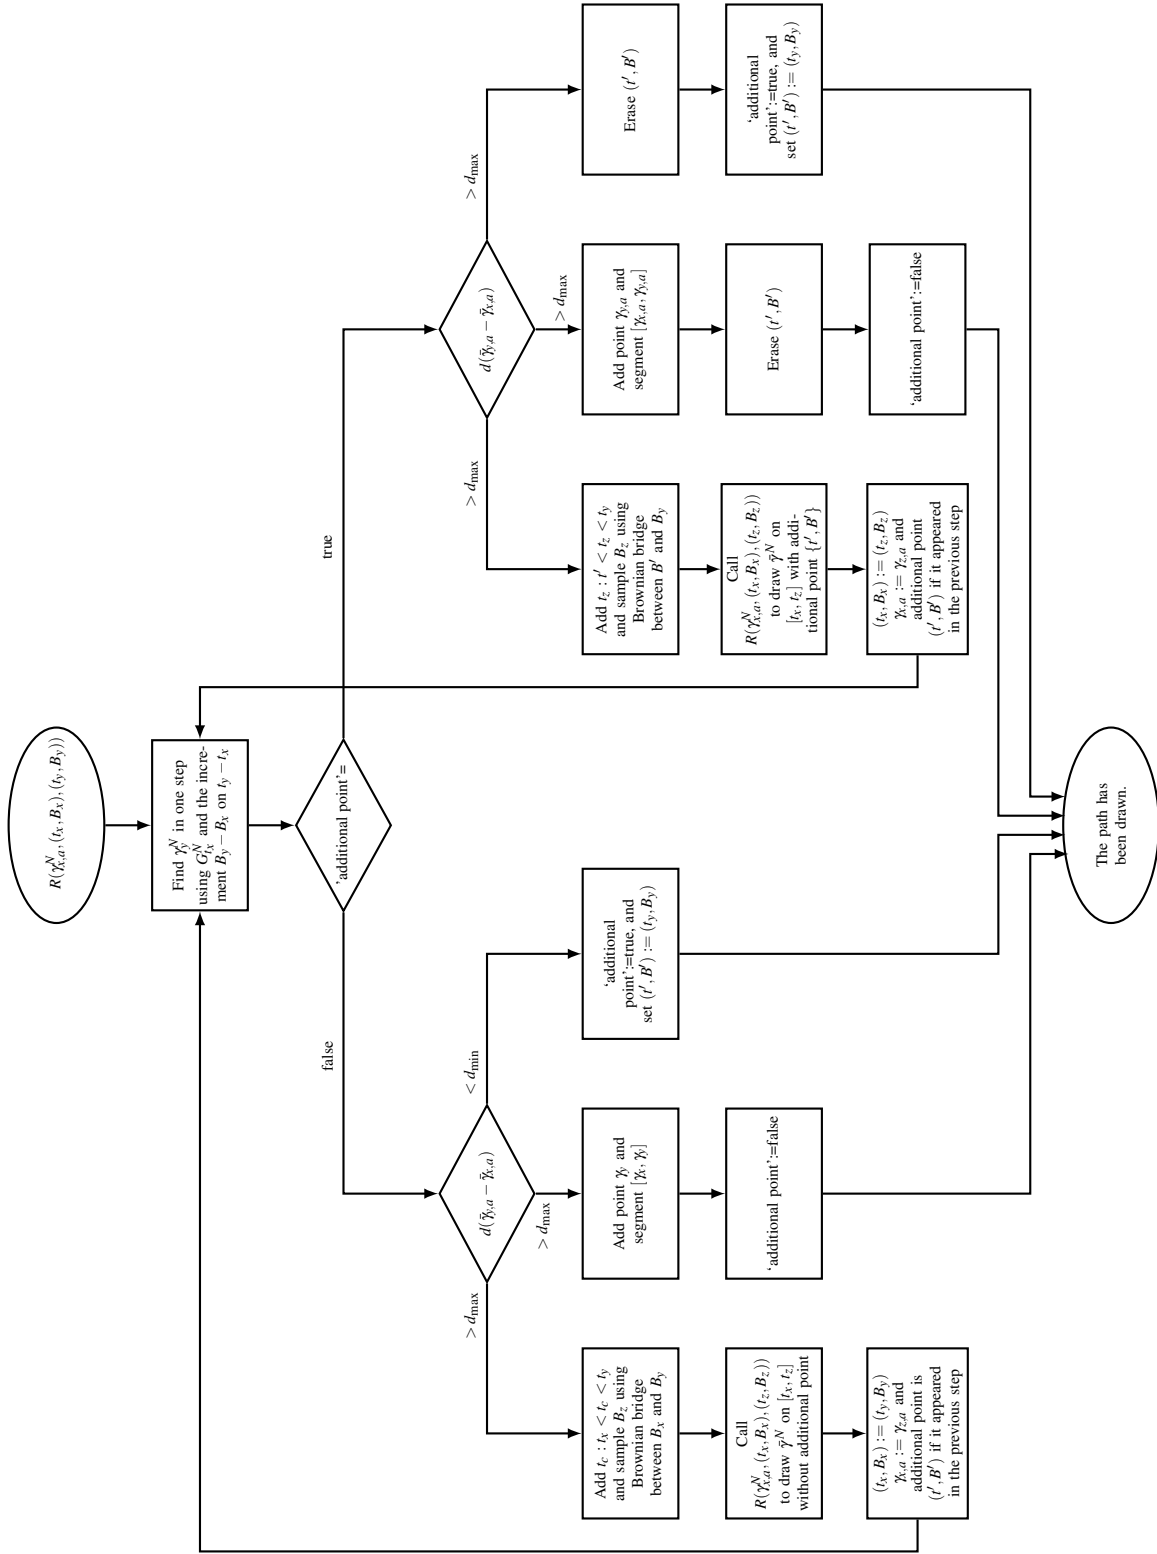 R(γ^N_{x,a}, (t_x, B_x), (t_y, B_y))
Find γ^N_y in one step
using G^N_{t_x} and the incre-
ment B_y − B_x on t_y − t_x
'additional point'=
false
true
d(γ̄_{y,a} − γ̄_{x,a})
> d_max
> d_max
< d_min
d(γ̄_{y,a} − γ̄_{x,a})
> d_max
> d_max
> d_max
Add t_c : t_x < t_c < t_y
and sample B_z using
Brownian bridge
between B_x and B_y
Add point γ_y and
segment [γ_x, γ_y]
‘additional
point’:=true, and
set (t′, B′) := (t_y, B_y)
Add t_z : t′ < t_z < t_y
and sample B_z using
Brownian bridge
between B′ and B_y
Add point γ_{y,a} and
segment [γ_{x,a}, γ_{y,a}]
Erase (t′, B′)
Call
R(γ^N_{x,a}, (t_x, B_x), (t_z, B_z))
to draw γ̄^N on [t_x, t_z]
without additional point
‘additional point’:=false
Call
R(γ^N_{x,a}, (t_x, B_x), (t_z, B_z))
to draw γ̄^N on
[t_x, t_z] with addi-
tional point {t′, B′}
Erase (t′, B′)
‘additional
point’:=true, and
set (t′, B′) := (t_y, B_y)
(t_x, B_x) := (t_y, B_y)
γ_{x,a} := γ_{z,a} and
additional point is
(t′, B′) if it appeared
in the previous step
(t_x, B_x) := (t_z, B_z)
γ_{x,a} := γ_{z,a} and
additional point
(t′, B′) if it appeared
in the previous step
‘additional point’:=false
The path has
been drawn.